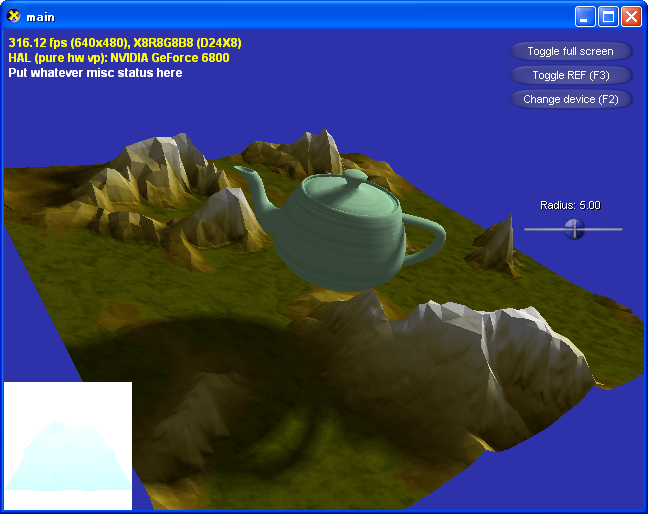 main
316.12 fps (640x480), X8R8G8B8 (D24X8)
HAL (pure hw vp): NVIDIA GeForce 6800
Put whatever misc status here
Toggle full screen
Toggle REF (F3)
Change device (F2)
Radius: 5.00